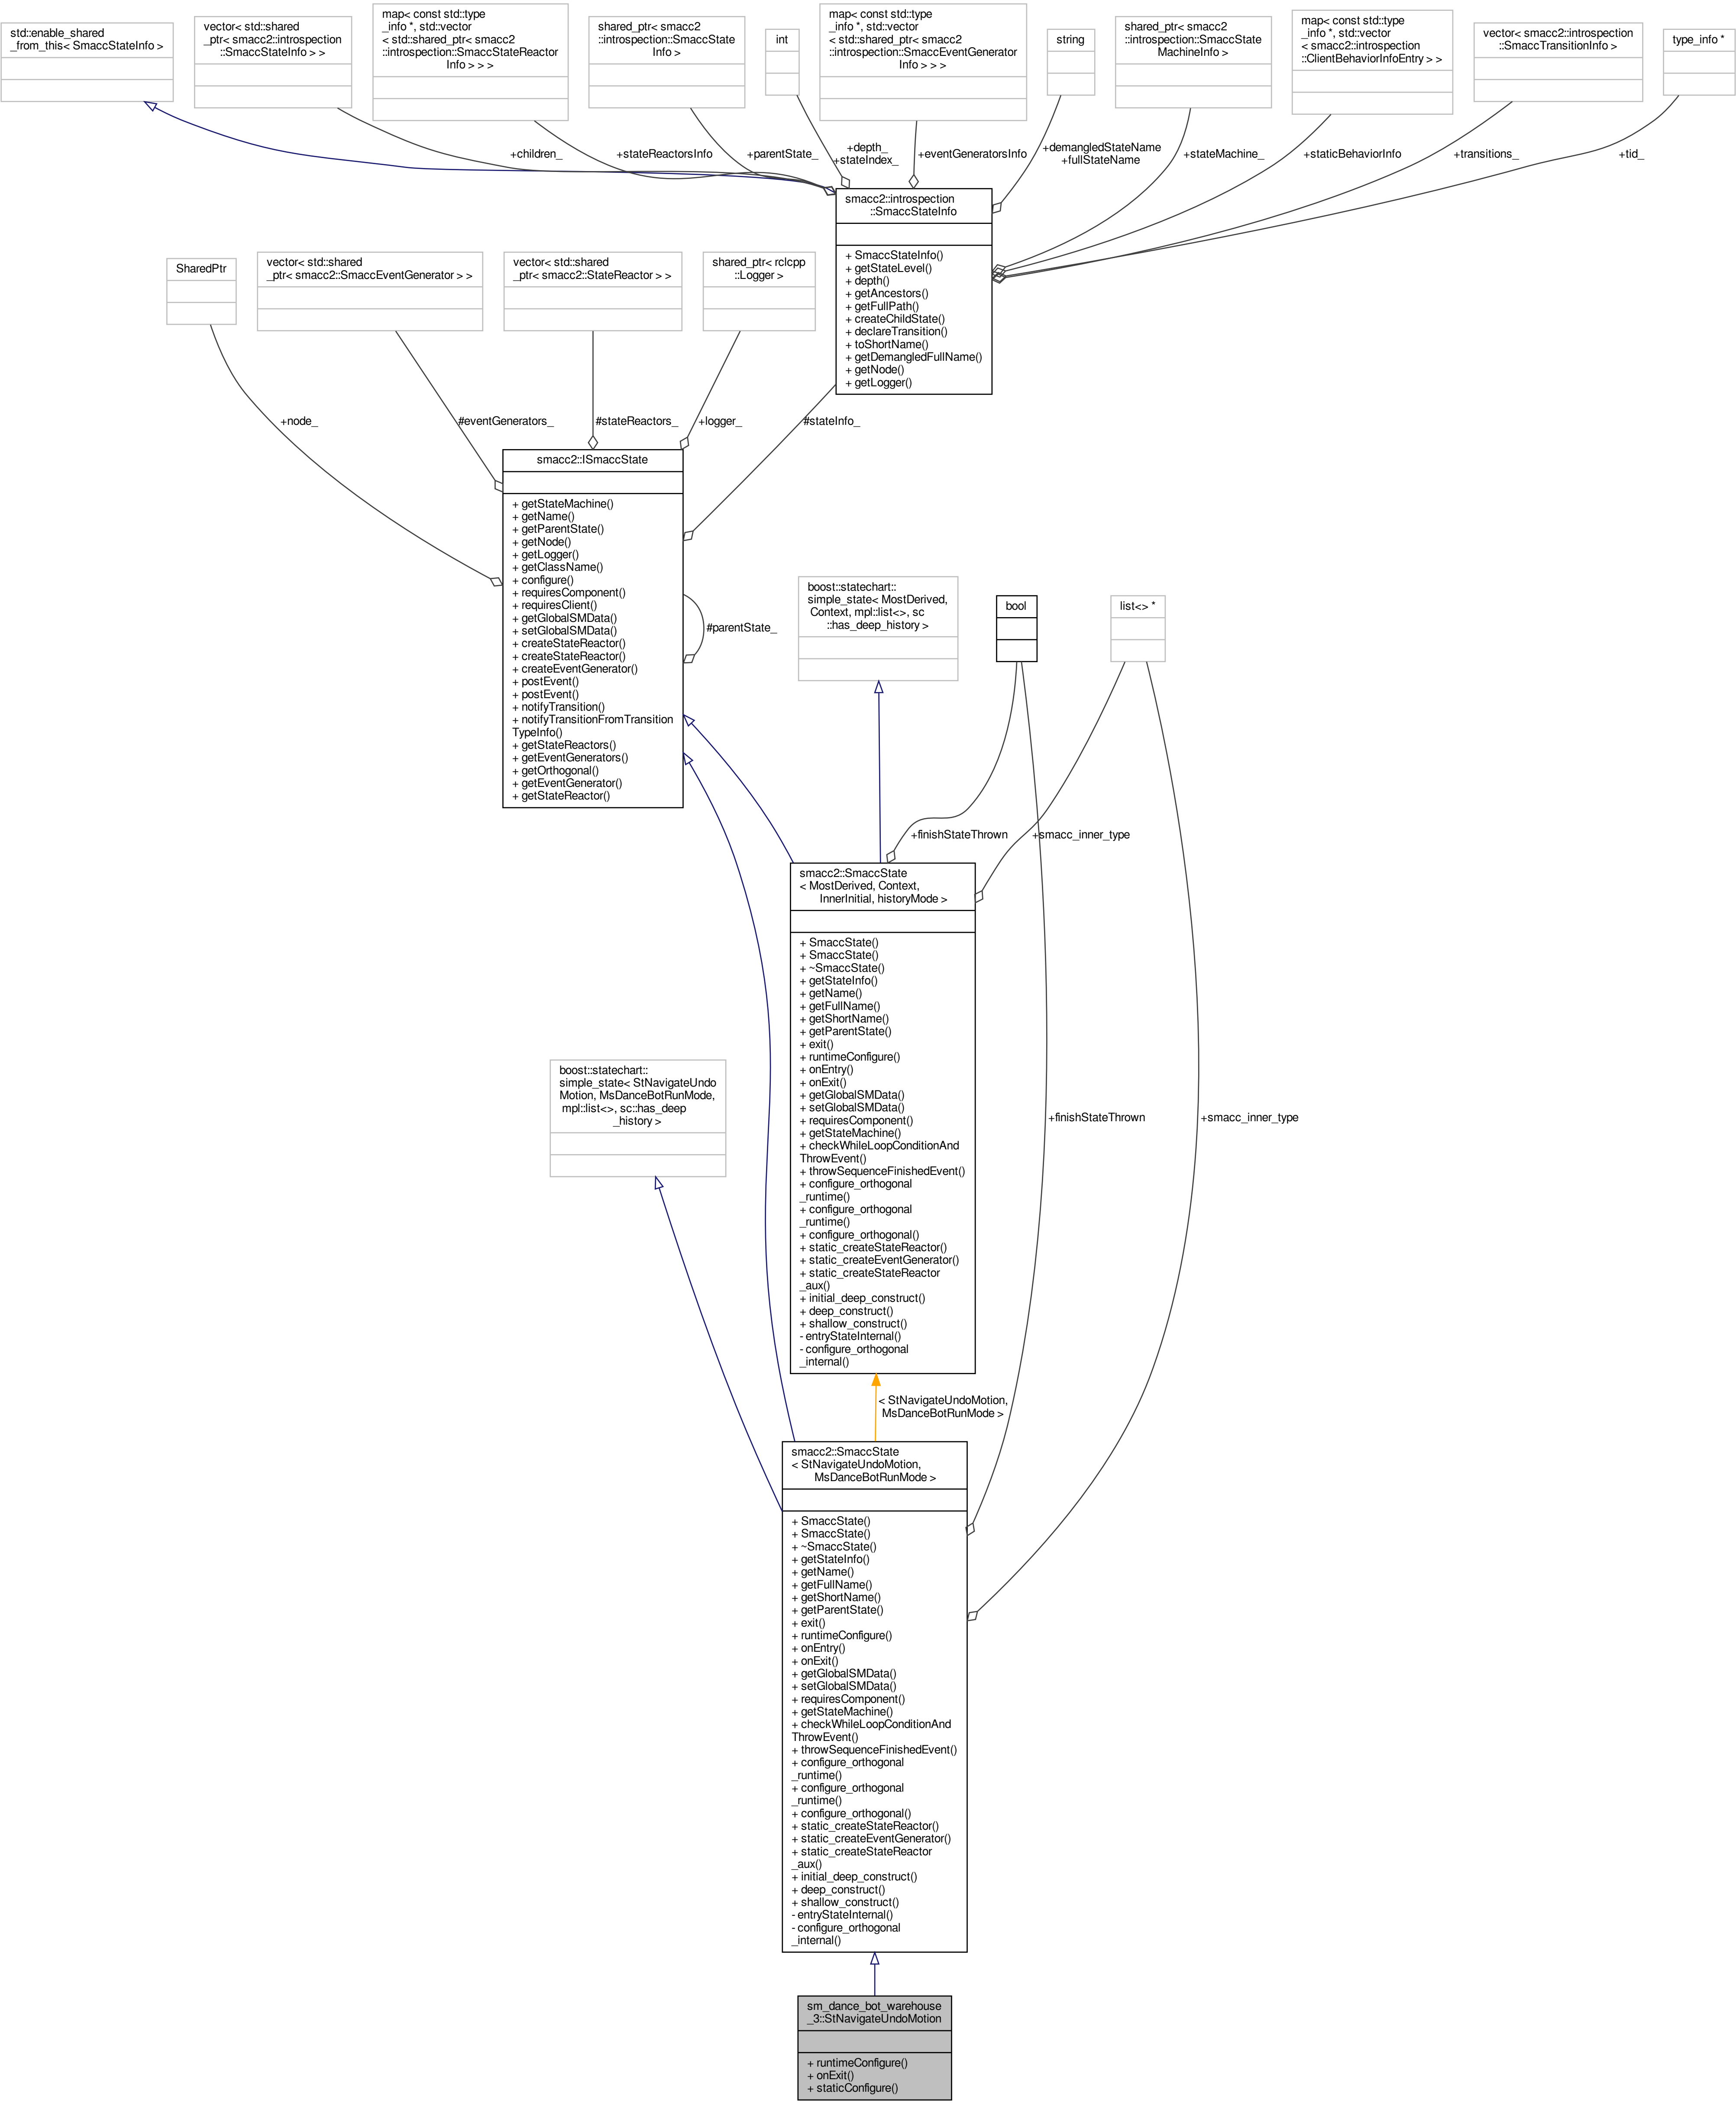 std::enable_shared
_from_this< SmaccStateInfo >
vector< std::shared
_ptr< smacc2::introspection
::SmaccStateInfo > >
map< const std::type
_info *, std::vector
< std::shared_ptr< smacc2
::introspection::SmaccStateReactor
Info > > >
shared_ptr< smacc2
::introspection::SmaccState
Info >
int
map< const std::type
_info *, std::vector
< std::shared_ptr< smacc2
::introspection::SmaccEventGenerator
Info > > >
string
shared_ptr< smacc2
::introspection::SmaccState
MachineInfo >
map< const std::type
_info *, std::vector
< smacc2::introspection
::ClientBehaviorInfoEntry > >
vector< smacc2::introspection
::SmaccTransitionInfo >
type_info *
+children_
+stateReactorsInfo
+parentState_
+depth_
+stateIndex_
+eventGeneratorsInfo
+demangledStateName
+fullStateName
+stateMachine_
+staticBehaviorInfo
+transitions_
+tid_
smacc2::introspection
::SmaccStateInfo
+ SmaccStateInfo()
+ getStateLevel()
+ depth()
+ getAncestors()
+ getFullPath()
+ createChildState()
+ declareTransition()
+ toShortName()
+ getDemangledFullName()
+ getNode()
+ getLogger()
SharedPtr
vector< std::shared
_ptr< smacc2::SmaccEventGenerator > >
vector< std::shared
_ptr< smacc2::StateReactor > >
shared_ptr< rclcpp
::Logger >
+node_
#eventGenerators_
#stateReactors_
+logger_
#stateInfo_
smacc2::ISmaccState
+ getStateMachine()
+ getName()
+ getParentState()
+ getNode()
+ getLogger()
+ getClassName()
+ configure()
+ requiresComponent()
+ requiresClient()
+ getGlobalSMData()
+ setGlobalSMData()
+ createStateReactor()
+ createStateReactor()
+ createEventGenerator()
+ postEvent()
+ postEvent()
+ notifyTransition()
+ notifyTransitionFromTransition
TypeInfo()
+ getStateReactors()
+ getEventGenerators()
+ getOrthogonal()
+ getEventGenerator()
+ getStateReactor()
#parentState_
boost::statechart::
simple_state< MostDerived,
Context, mpl::list<>, sc
::has_deep_history >
bool
list<> *
+finishStateThrown
+smacc_inner_type
smacc2::SmaccState
< MostDerived, Context,
InnerInitial, historyMode >
+ SmaccState()
+ SmaccState()
+ ~SmaccState()
+ getStateInfo()
+ getName()
+ getFullName()
+ getShortName()
+ getParentState()
+ exit()
+ runtimeConfigure()
+ onEntry()
+ onExit()
+ getGlobalSMData()
+ setGlobalSMData()
+ requiresComponent()
+ getStateMachine()
+ checkWhileLoopConditionAnd
ThrowEvent()
+ throwSequenceFinishedEvent()
+ configure_orthogonal
_runtime()
+ configure_orthogonal
_runtime()
+ configure_orthogonal()
+ static_createStateReactor()
+ static_createEventGenerator()
+ static_createStateReactor
_aux()
+ initial_deep_construct()
+ deep_construct()
+ shallow_construct()
- entryStateInternal()
- configure_orthogonal
_internal()
boost::statechart::
simple_state< StNavigateUndo
Motion, MsDanceBotRunMode,
mpl::list<>, sc::has_deep
_history >
+finishStateThrown
+smacc_inner_type
< StNavigateUndoMotion,
MsDanceBotRunMode >
smacc2::SmaccState
< StNavigateUndoMotion,
MsDanceBotRunMode >
+ SmaccState()
+ SmaccState()
+ ~SmaccState()
+ getStateInfo()
+ getName()
+ getFullName()
+ getShortName()
+ getParentState()
+ exit()
+ runtimeConfigure()
+ onEntry()
+ onExit()
+ getGlobalSMData()
+ setGlobalSMData()
+ requiresComponent()
+ getStateMachine()
+ checkWhileLoopConditionAnd
ThrowEvent()
+ throwSequenceFinishedEvent()
+ configure_orthogonal
_runtime()
+ configure_orthogonal
_runtime()
+ configure_orthogonal()
+ static_createStateReactor()
+ static_createEventGenerator()
+ static_createStateReactor
_aux()
+ initial_deep_construct()
+ deep_construct()
+ shallow_construct()
- entryStateInternal()
- configure_orthogonal
_internal()
sm_dance_bot_warehouse
_3::StNavigateUndoMotion
+ runtimeConfigure()
+ onExit()
+ staticConfigure()